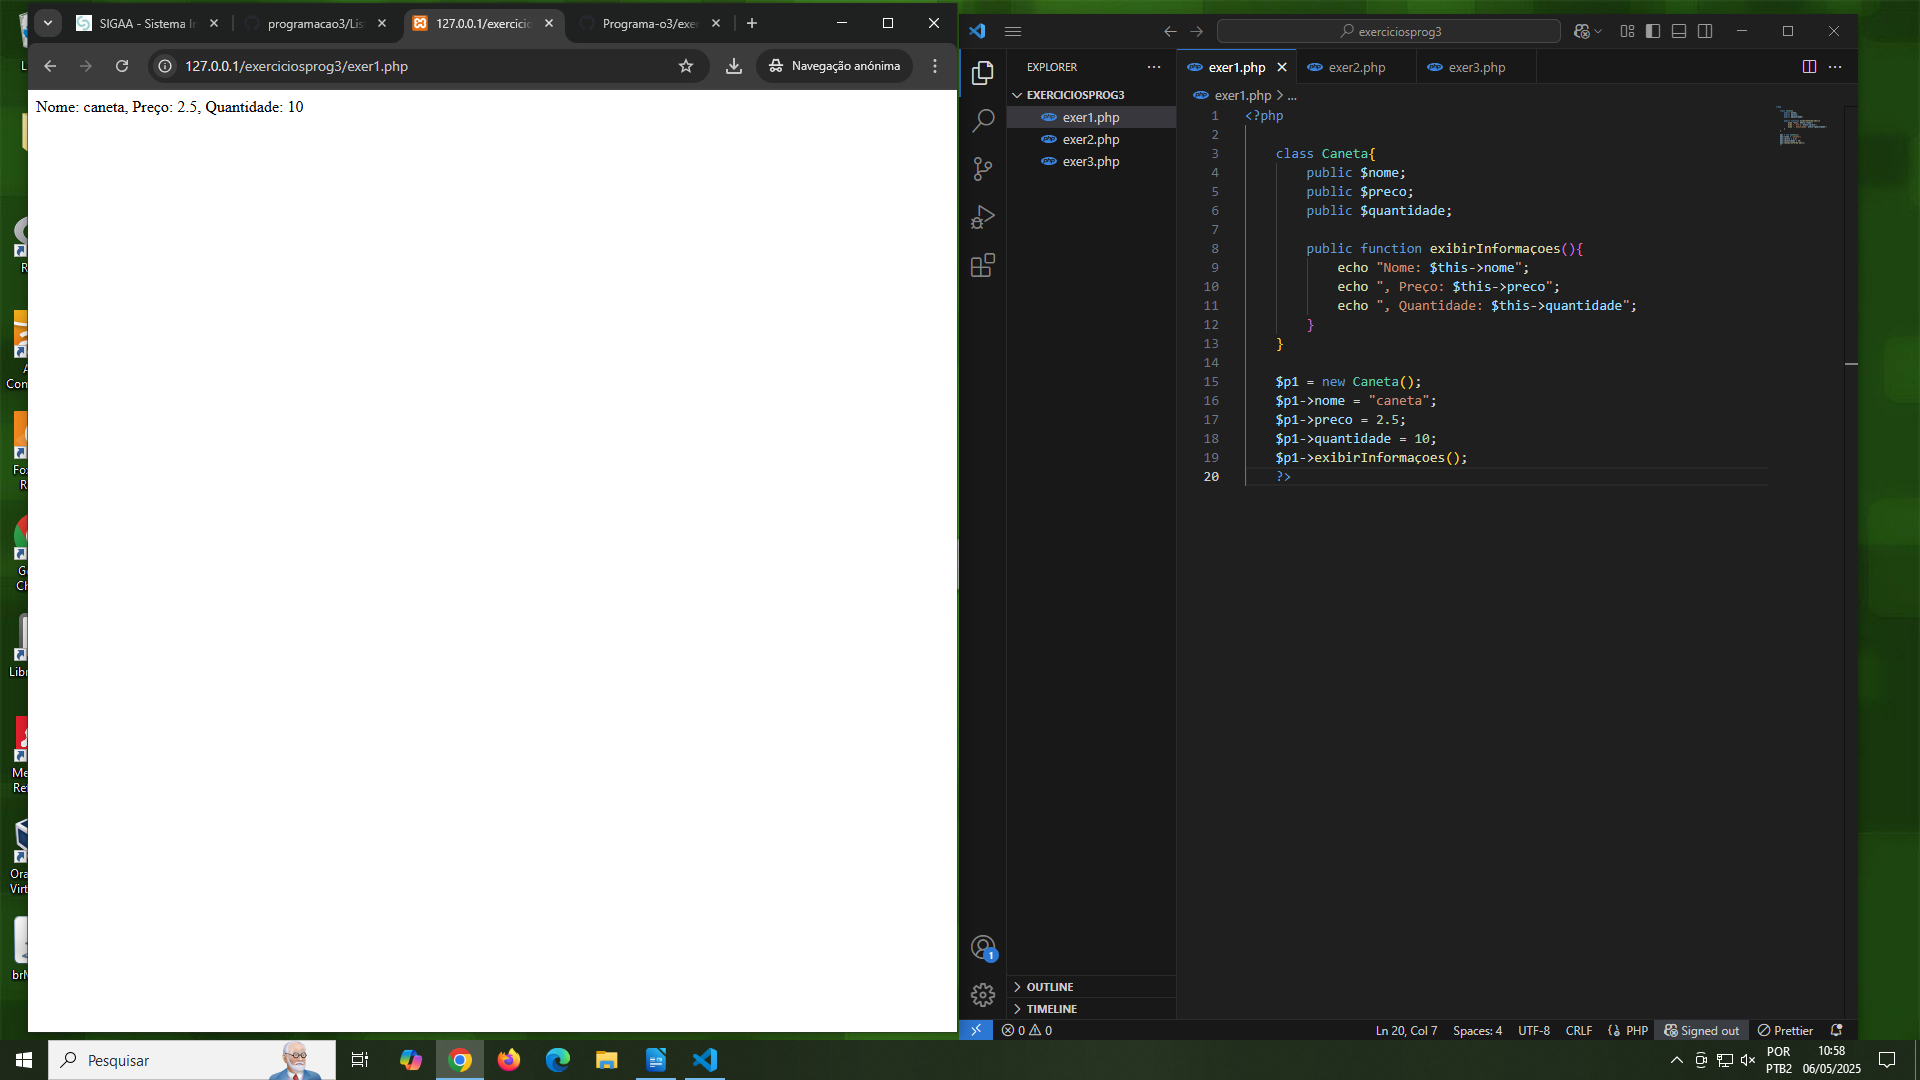 SIGAA - Sistema In
programacao3/Lis
127.0.0.1/exercicio
Programa-o3/exe
127.0.0.1/exerciciosprog3/exer1.php
Navegação anónima
Nome: caneta, Preço: 2.5, Quantidade: 10
exerciciosprog3
EXPLORER
EXERCICIOSPROG3
exer1.php
exer2.php
exer3.php
OUTLINE
TIMELINE
exer1.php
exer2.php
exer3.php
exer1.php > ...
1 <?php
2
3 class Caneta{
4 public $nome;
5 public $preco;
6 public $quantidade;
7
8 public function exibirInformaçoes(){
9 echo "Nome: $this->nome";
10 echo ", Preço: $this->preco";
11 echo ", Quantidade: $this->quantidade";
12 }
13 }
14
15 $p1 = new Caneta();
16 $p1->nome = "caneta";
17 $p1->preco = 2.5;
18 $p1->quantidade = 10;
19 $p1->exibirInformaçoes();
20 ?>
1
0 0
Ln 20, Col 7
Spaces: 4
UTF-8
CRLF
PHP
Signed out
Prettier
Pesquisar
POR
PTB2
10:58
06/05/2025